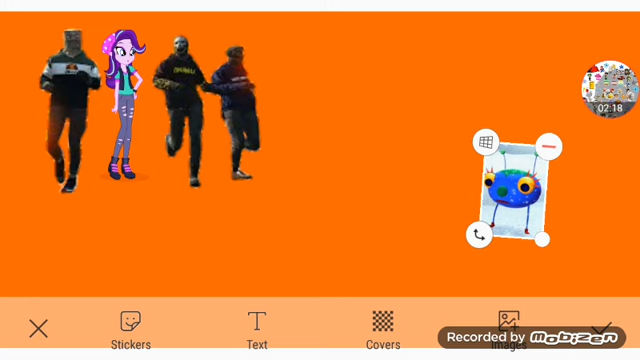 02:18
Stickers
Text
Covers
Images
Recorded by mobizen